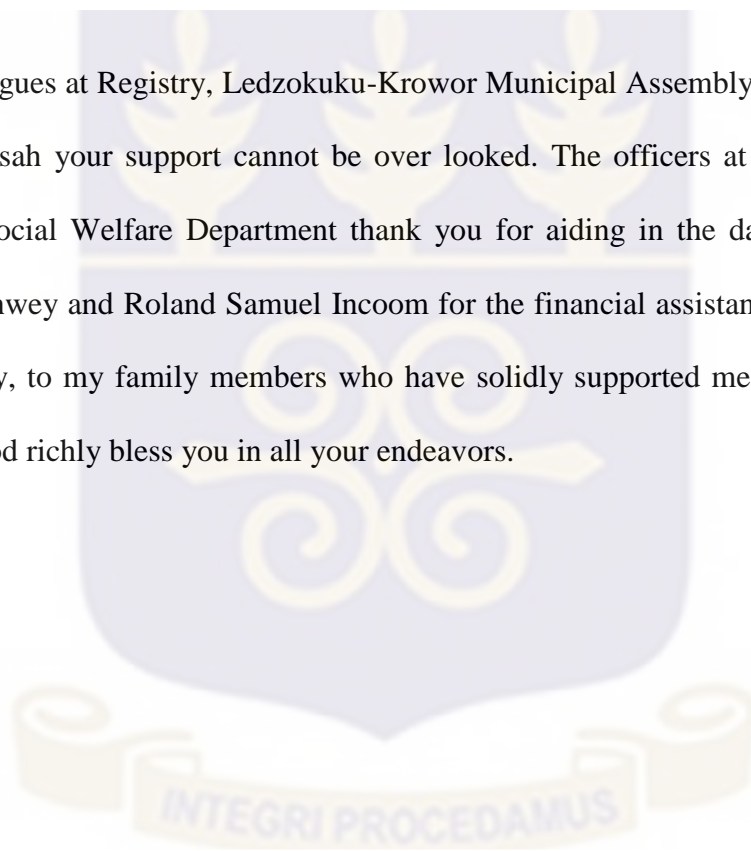 gues at Registry, Ledzokuku-Krowor Municipal Assembly
sah your support cannot be over looked. The officers at
ocial Welfare Department thank you for aiding in the da
nwey and Roland Samuel Incoom for the financial assistan
y, to my family members who have solidly supported me
od richly bless you in all your endeavors.
INTEGRI PROCEDAMUS